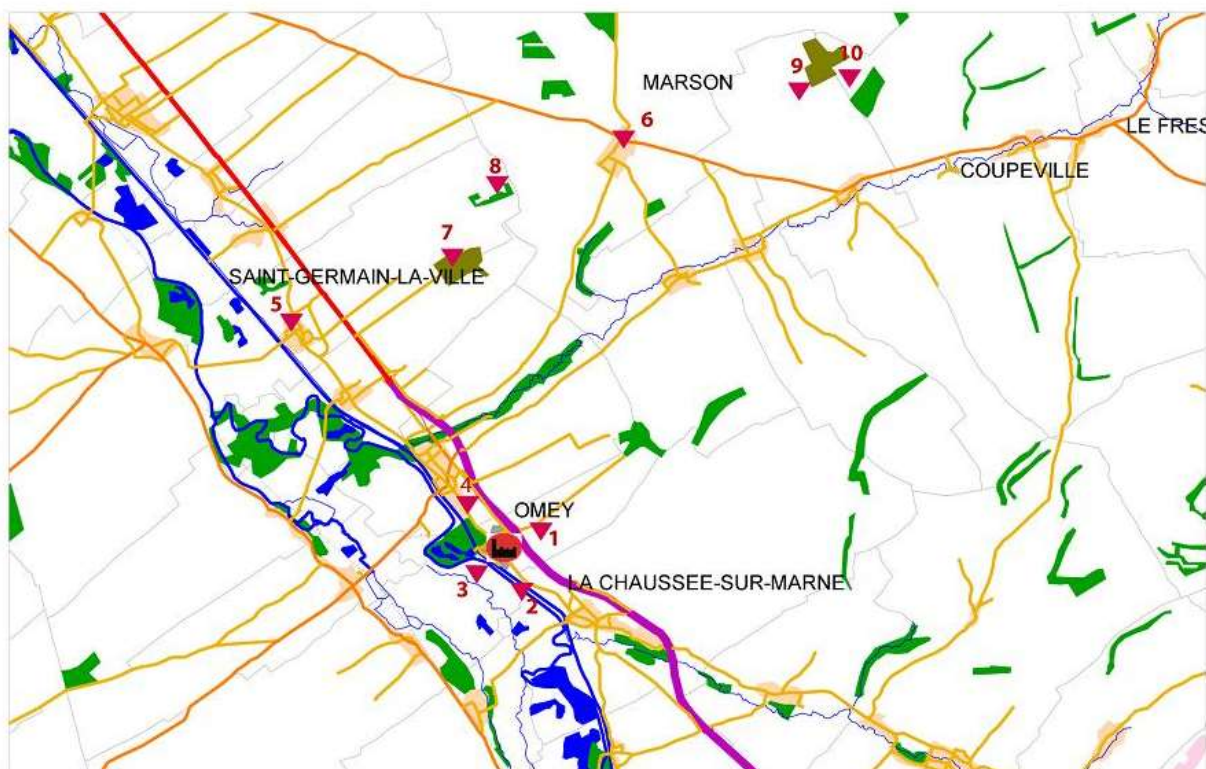 MARSON
9
10
6
LE FRES
COUPEVILLE
8
7
SAINT-GERMAIN-LA-VILLE
5
4
OMEY
1
3
2
LA CHAUSSEE-SUR-MARNE